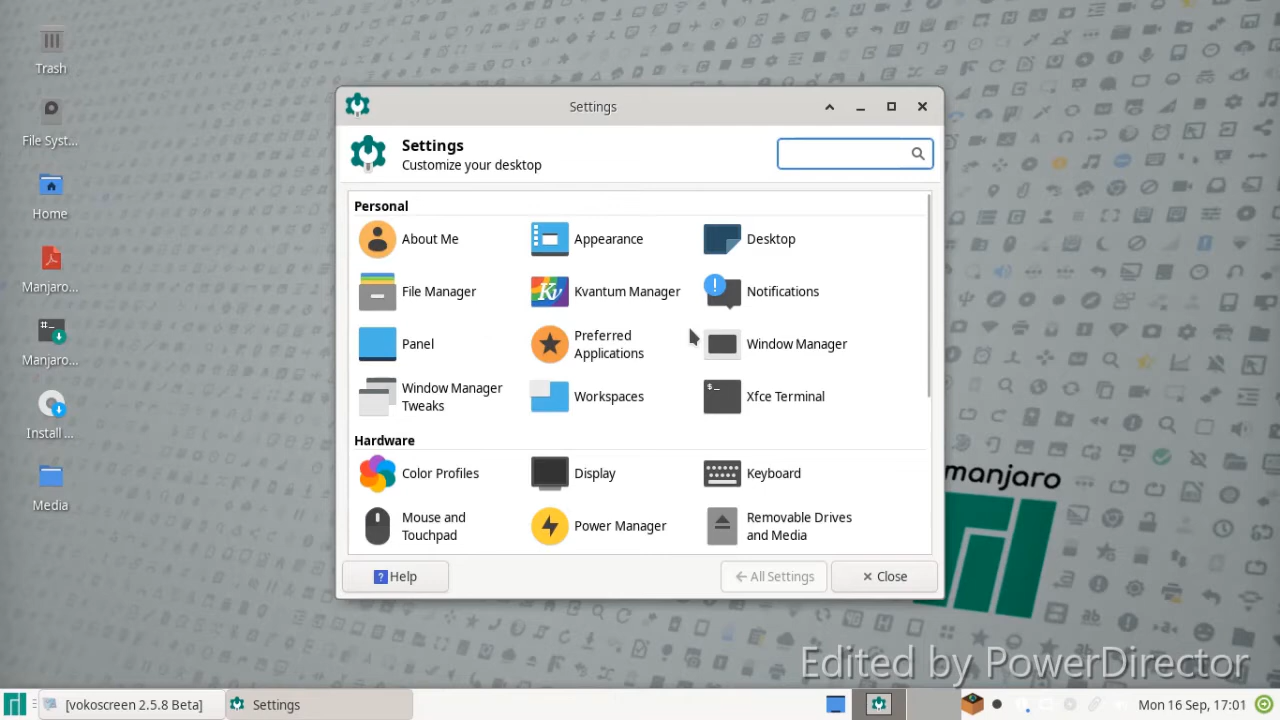 Trash
File Syst...
Home
Manjaro...
Manjaro...
Install ...
Media
Settings
Settings
Customize your desktop
Personal
About Me
Appearance
Desktop
File Manager
Kvantum Manager
Notifications
Panel
Preferred
Applications
Window Manager
Window Manager
Tweaks
Workspaces
Xfce Terminal
Hardware
Color Profiles
Display
Keyboard
Mouse and
Touchpad
Power Manager
Removable Drives
and Media
Help
All Settings
Close
manjaro
Edited by PowerDirector
[vokoscreen 2.5.8 Beta]
Settings
Mon 16 Sep, 17:01